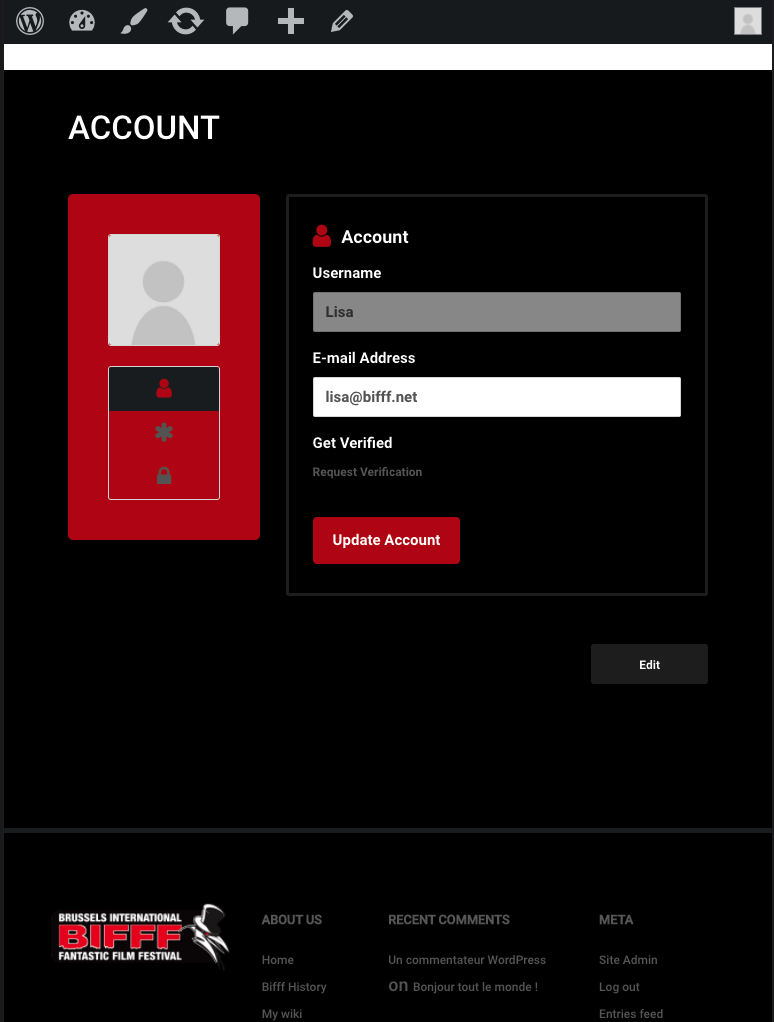 ACCOUNT
Account
Username
Lisa
E-mail Address
lisa@bifff.net
Get Verified
Request Verification
Update Account
Edit
BRUSSELS INTERNATIONAL
BIFFF
FANTASTIC FILM FESTIVAL
ABOUT US
Home
Bifff History
My wiki
RECENT COMMENTS
Un commentateur WordPress
on Bonjour tout le monde !
META
Site Admin
Log out
Entries feed